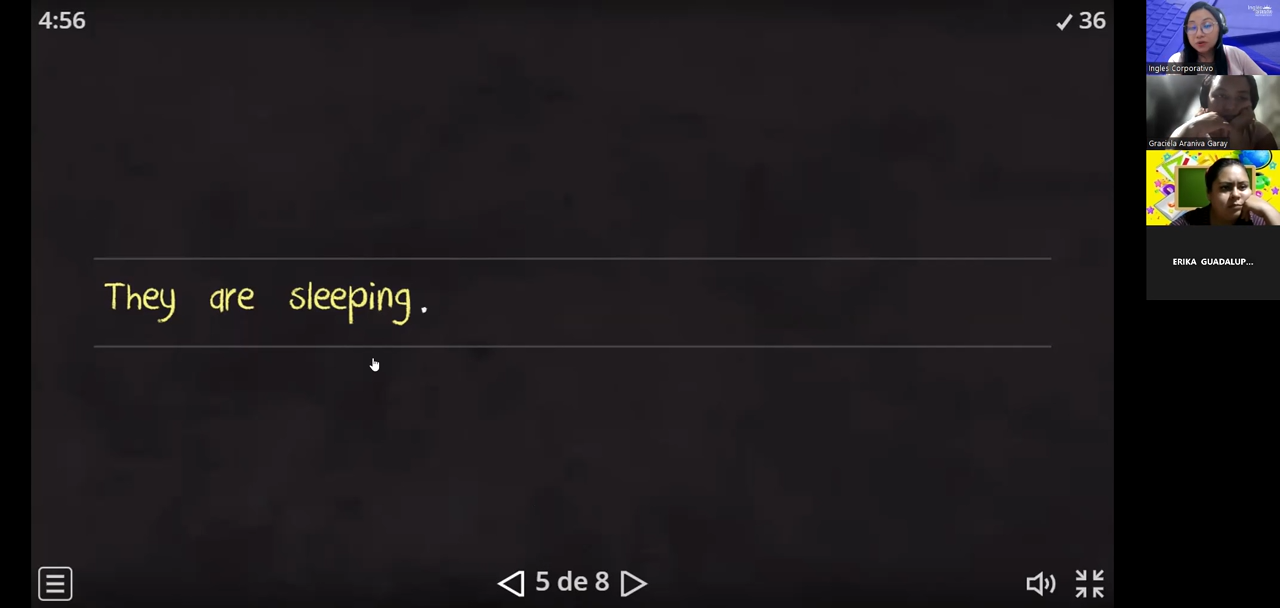 4:56
✓ 36
They are sleeping.
5 de 8
Ingles Corporativo
Graciela Araniva Garay
ERIKA GUADALUP...